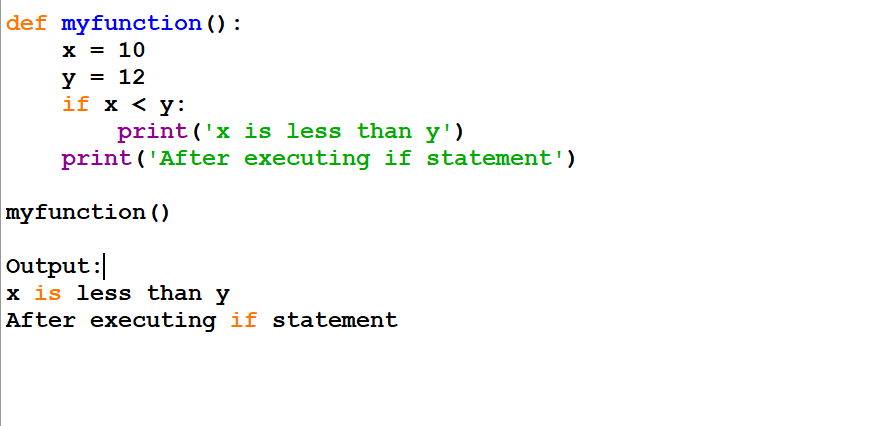 def myfunction():
    x = 10
    y = 12
    if x < y:
        print('x is less than y')
    print('After executing if statement')

myfunction()

Output:
x is less than y
After executing if statement